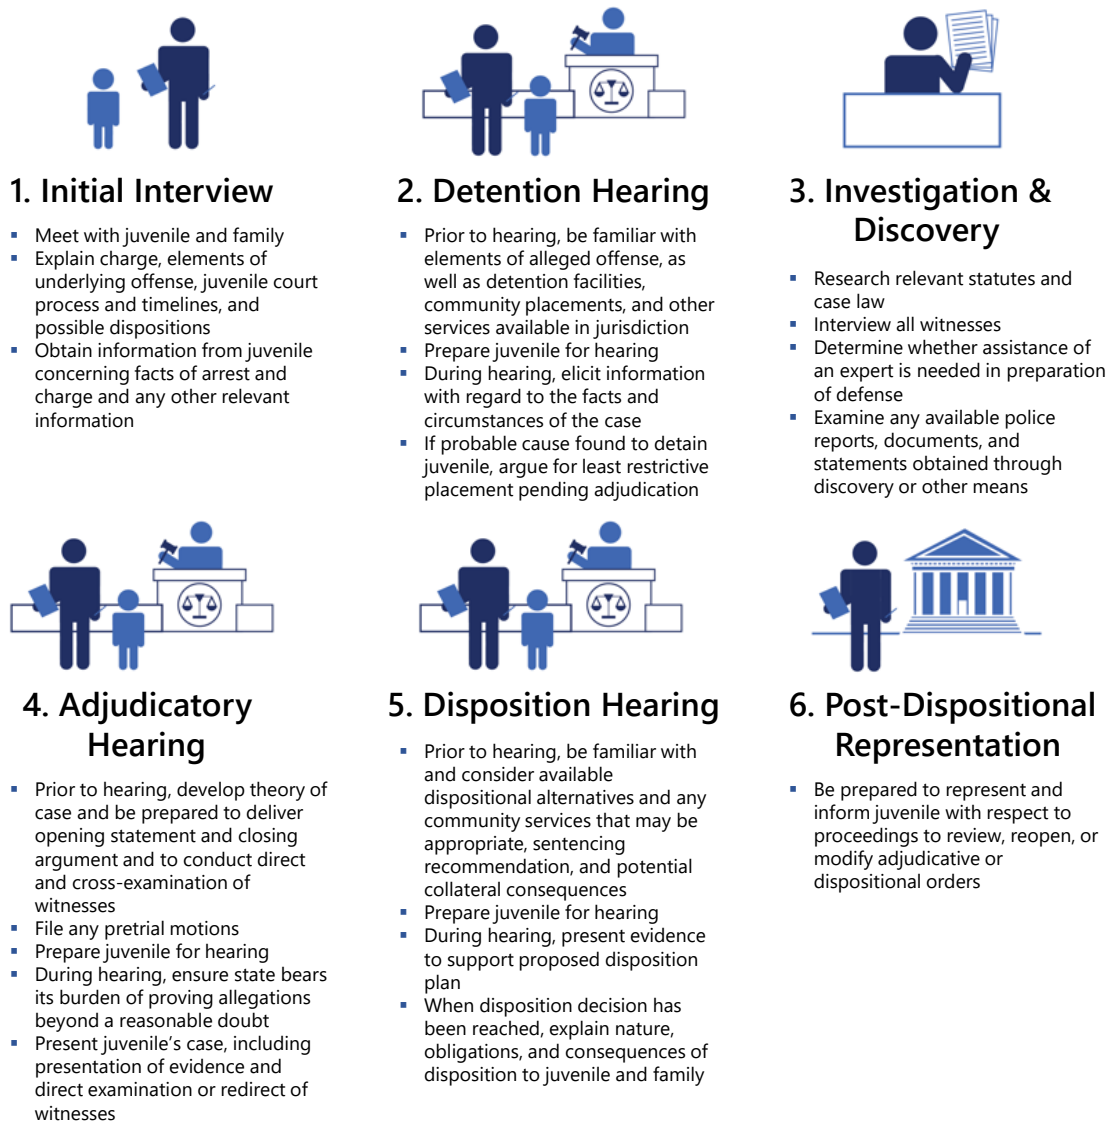 1. Initial Interview
▪ Meet with juvenile and family
▪ Explain charge, elements of
underlying offense, juvenile court
process and timelines, and
possible dispositions
▪ Obtain information from juvenile
concerning facts of arrest and
charge and any other relevant
information
2. Detention Hearing
▪ Prior to hearing, be familiar with
elements of alleged offense, as
well as detention facilities,
community placements, and other
services available in jurisdiction
▪ Prepare juvenile for hearing
▪ During hearing, elicit information
with regard to the facts and
circumstances of the case
▪ If probable cause found to detain
juvenile, argue for least restrictive
placement pending adjudication
3. Investigation &
Discovery
▪ Research relevant statutes and
case law
▪ Interview all witnesses
▪ Determine whether assistance of
an expert is needed in preparation
of defense
▪ Examine any available police
reports, documents, and
statements obtained through
discovery or other means
4. Adjudicatory
Hearing
▪ Prior to hearing, develop theory of
case and be prepared to deliver
opening statement and closing
argument and to conduct direct
and cross-examination of
witnesses
▪ File any pretrial motions
▪ Prepare juvenile for hearing
▪ During hearing, ensure state bears
its burden of proving allegations
beyond a reasonable doubt
▪ Present juvenile's case, including
presentation of evidence and
direct examination or redirect of
witnesses
5. Disposition Hearing
▪ Prior to hearing, be familiar with
and consider available
dispositional alternatives and any
community services that may be
appropriate, sentencing
recommendation, and potential
collateral consequences
▪ Prepare juvenile for hearing
▪ During hearing, present evidence
to support proposed disposition
plan
▪ When disposition decision has
been reached, explain nature,
obligations, and consequences of
disposition to juvenile and family
6. Post-Dispositional
Representation
▪ Be prepared to represent and
inform juvenile with respect to
proceedings to review, reopen, or
modify adjudicative or
dispositional orders